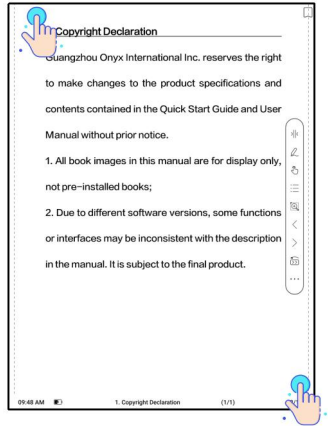 Copyright Declaration
Guangzhou Onyx International Inc. reserves the right
to make changes to the product specifications and
contents contained in the Quick Start Guide and User
Manual without prior notice.
1. All book images in this manual are for display only,
not pre-installed books;
2. Due to different software versions, some functions
or interfaces may be inconsistent with the description
in the manual. It is subject to the final product.
09:48 AM 1. Copyright Declaration (1/1)